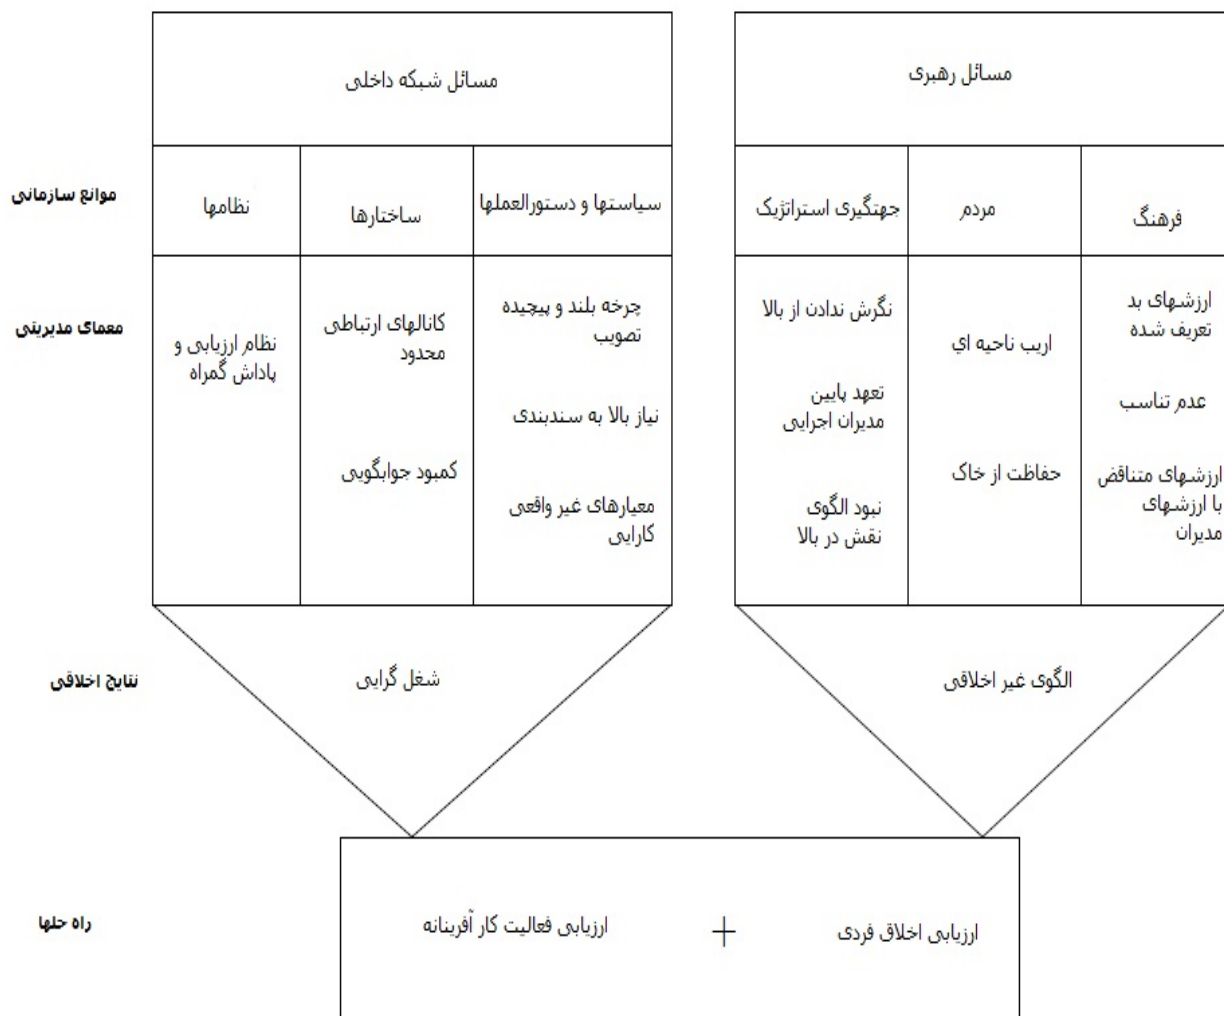 مسائل رهبری
مسائل شبکه داخلی
موانع سازمانی
فرهنگ
مردم
جهتگیری استراتژیک
سیاستها و دستورالعملها
ساختارها
نظامها
معمای مدیریتی
ارزشهای بد
تعریف شده
عدم تناسب
ارزشهای متناقض
با ارزشهای
مدیران
اریب ناحیه اي
حفاظت از خاک
نگرش ندادن از بالا
تعهد پایین
مدیران اجرایی
نبود الگوی
نقش در بالا
چرخه بلند و پیچیده
تصویب
نیاز بالا به سندبندی
معیارهای غیر واقعی
کارایی
کانالهای ارتباطی
محدود
کمبود جوابگویی
نظام ارزیابی و
پاداش گمراه
نتایج اخلاقی
الگوی غیر اخلاقی
شغل گرایی
راه حلها
ارزیابی اخلاق فردی
+
ارزیابی فعالیت کار آفرینانه